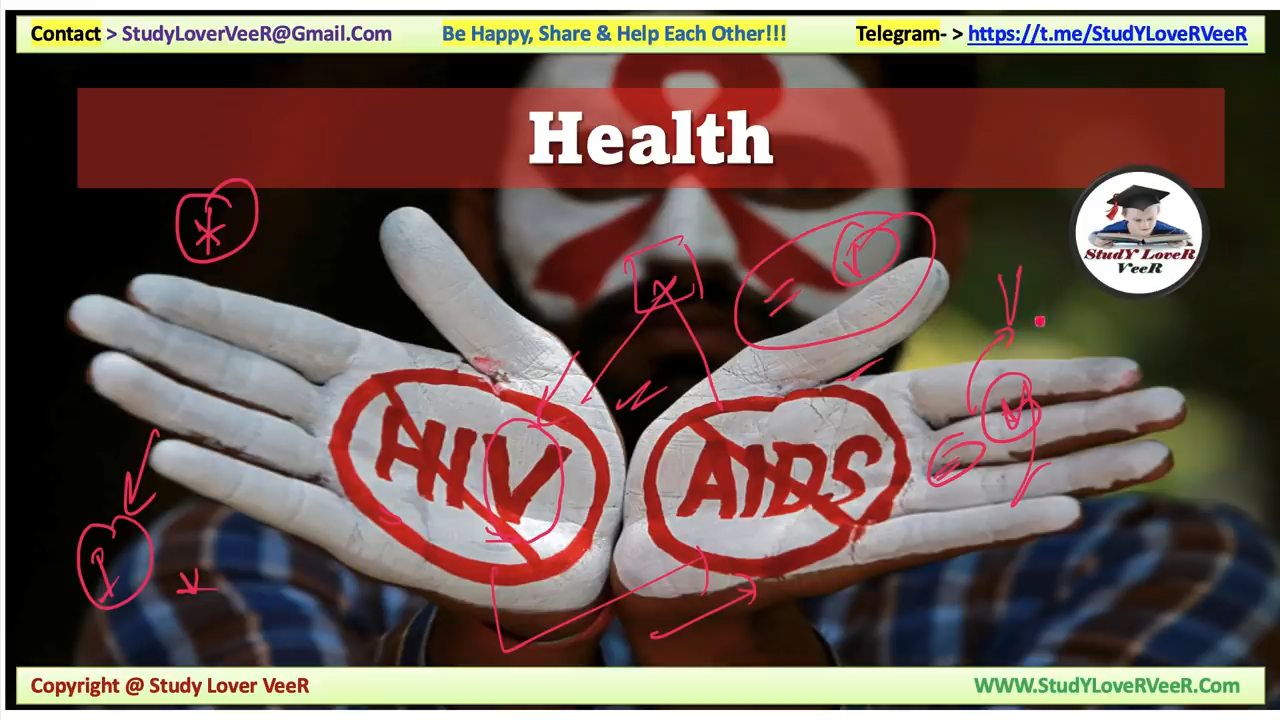 Contact > StudyLoverVeeR@Gmail.Com
Be Happy, Share & Help Each Other!!!
Telegram- > https://t.me/StudYLoveRVeeR
Health
StudY LoveR
VeeR
HIV
AIDS
Copyright @ Study Lover VeeR
WWW.StudYLoveRVeeR.Com